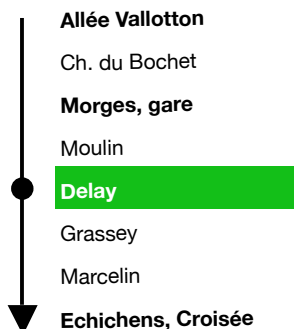 Allée Vallotton
Ch. du Bochet
Morges, gare
Moulin
Delay
Grassey
Marcelin
Echichens, Croisée